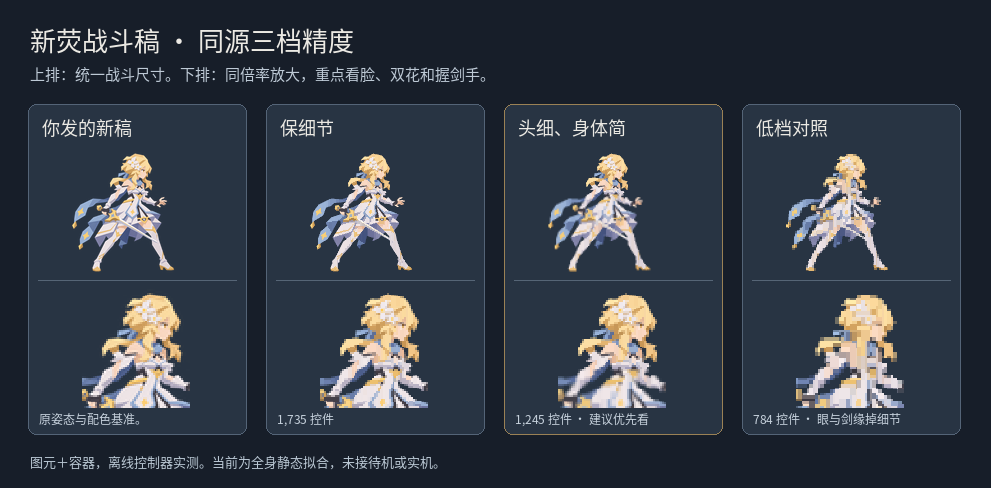 新荧战斗稿 · 同源三档精度
上排：统一战斗尺寸。下排：同倍率放大，重点看脸、双花和握剑手。
你发的新稿
保细节
头细、身体简
低档对照
原姿态与配色基准。
1,735 控件
1,245 控件 · 建议优先看
784 控件 · 眼与剑缘掉细节
图元＋容器，离线控制器实测。当前为全身静态拟合，未接待机或实机。